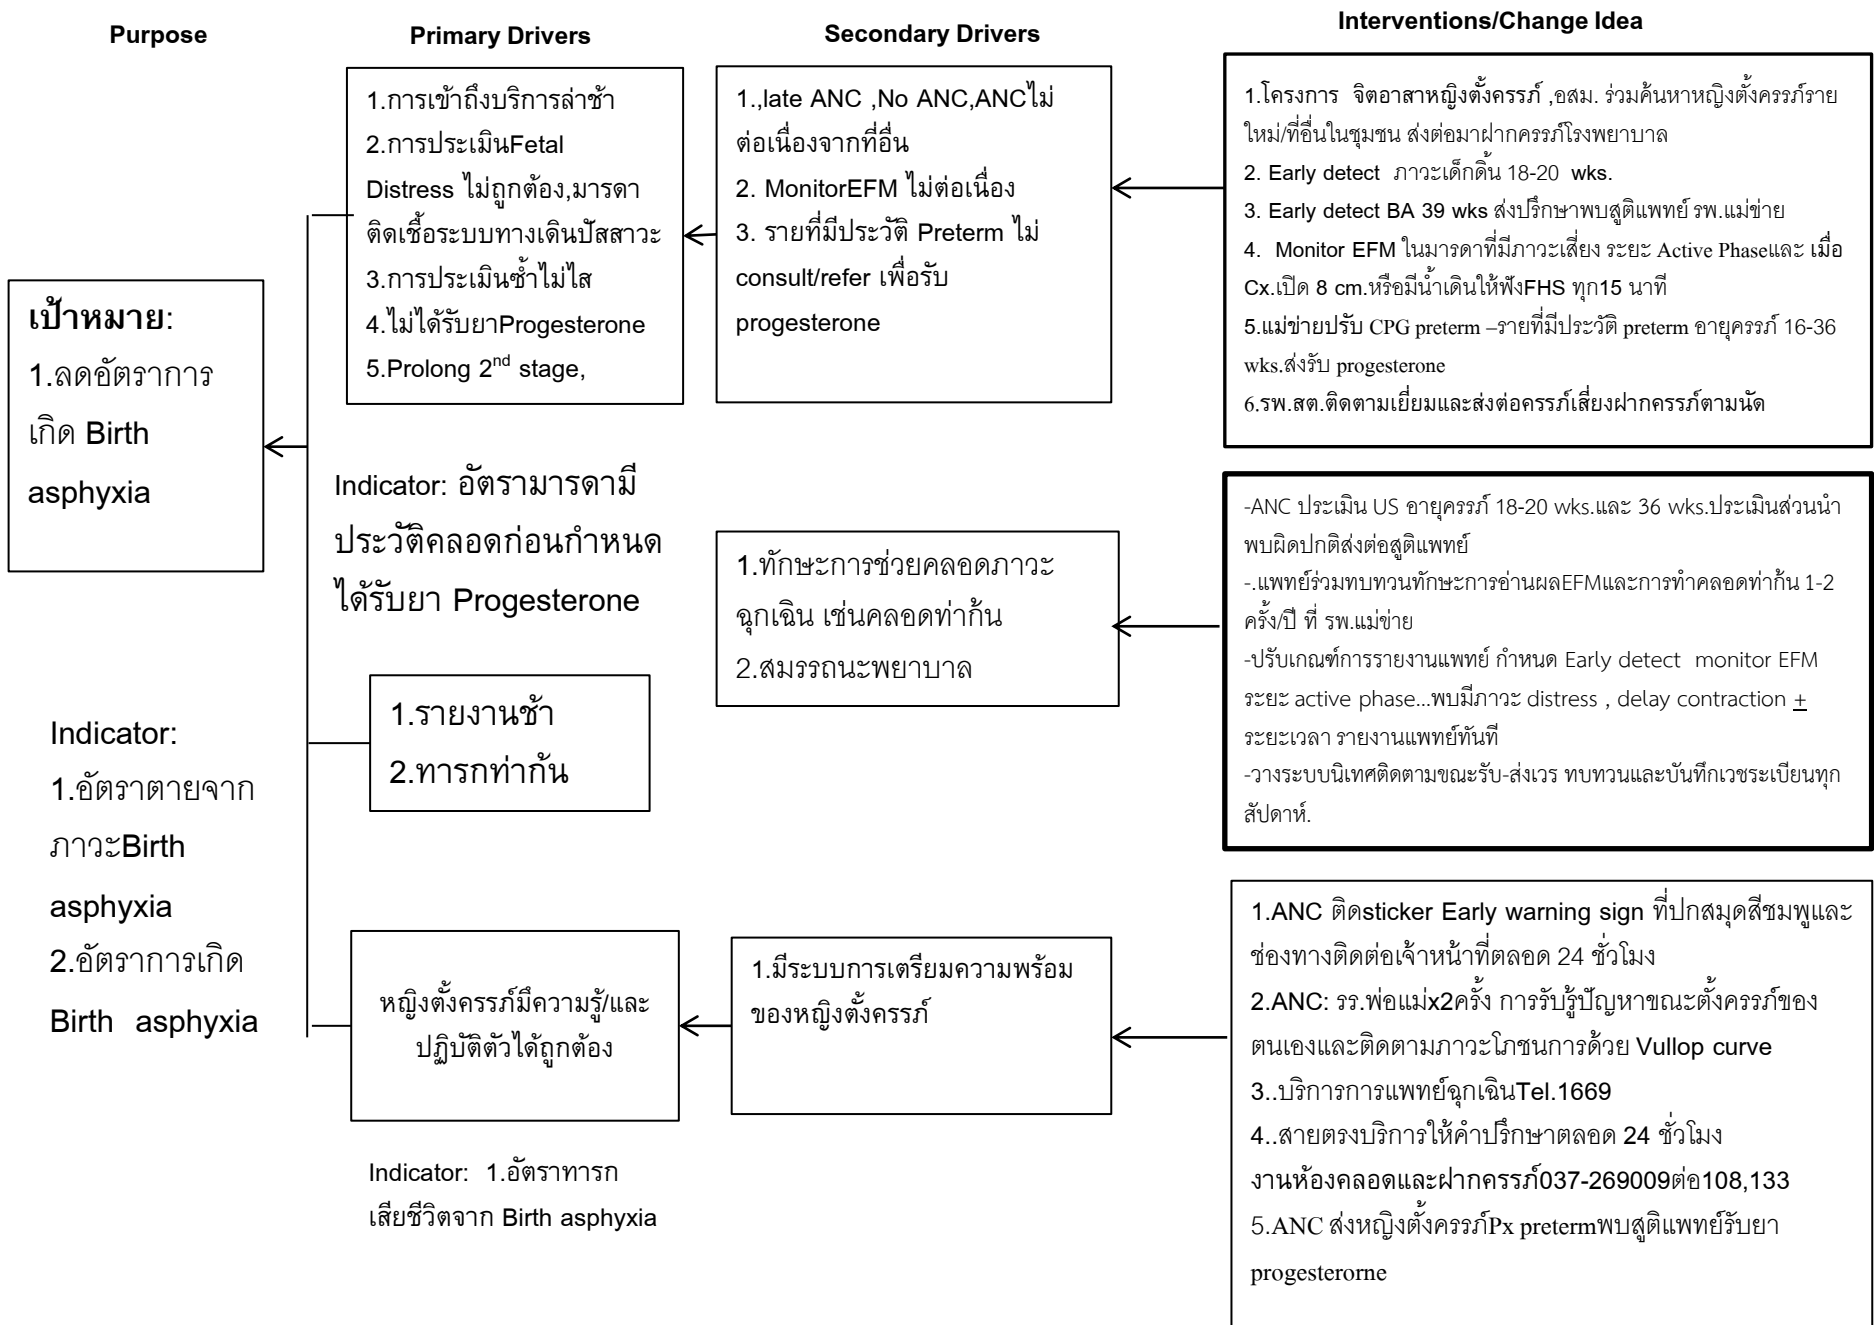 Purpose
Primary Drivers
Secondary Drivers
Interventions/Change Idea
เป้าหมาย:
1.ลดอัตราการ
เกิด Birth
asphyxia
Indicator:
1.อัตราตายจาก
ภาวะBirth
asphyxia
2.อัตราการเกิด
Birth asphyxia
1.การเข้าถึงบริการล่าช้า
2.การประเมินFetal
Distress ไม่ถูกต้อง,มารดา
ติดเชื้อระบบทางเดินปัสสาวะ
3.การประเมินซ้ำไม่ไส
4.ไม่ได้รับยาProgesterone
5.Prolong 2nd stage,
Indicator: อัตรามารดามี
ประวัติคลอดก่อนกำหนด
ได้รับยา Progesterone
1.รายงานช้า
2.ทารกท่าก้น
หญิงตั้งครรภ์มีความรู้/และ
ปฏิบัติตัวได้ถูกต้อง
Indicator: 1.อัตราทารก
เสียชีวิตจาก Birth asphyxia
1.,late ANC ,No ANC,ANCไม่
ต่อเนื่องจากที่อื่น
2. MonitorEFM ไม่ต่อเนื่อง
3. รายที่มีประวัติ Preterm ไม่
consult/refer เพื่อรับ
progesterone
1.ทักษะการช่วยคลอดภาวะ
ฉุกเฉิน เช่นคลอดท่าก้น
2.สมรรถนะพยาบาล
1.มีระบบการเตรียมความพร้อม
ของหญิงตั้งครรภ์
1.โครงการ จิตอาสาหญิงตั้งครรภ์ ,อสม. ร่วมค้นหาหญิงตั้งครรภ์ราย
ใหม่/ที่อื่นในชุมชน ส่งต่อมาฝากครรภ์โรงพยาบาล
2. Early detect ภาวะเด็กดิ้น 18-20 wks.
3. Early detect BA 39 wks ส่งปรึกษาพบสูติแพทย์ รพ.แม่ข่าย
4. Monitor EFM ในมารดาที่มีภาวะเสี่ยง ระยะ Active Phaseและ เมื่อ
Cx.เปิด 8 cm.หรือมีน้ำเดินให้ฟังFHS ทุก15 นาที
5.แม่ข่ายปรับ CPG preterm –รายที่มีประวัติ preterm อายุครรภ์ 16-36
wks.ส่งรับ progesterone
6.รพ.สต.ติดตามเยี่ยมและส่งต่อครรภ์เสี่ยงฝากครรภ์ตามนัด
-ANC ประเมิน US อายุครรภ์ 18-20 wks.และ 36 wks.ประเมินส่วนนำ
พบผิดปกติส่งต่อสูติแพทย์
-.แพทย์ร่วมทบทวนทักษะการอ่านผลEFMและการทำคลอดท่าก้น 1-2
ครั้ง/ปี ที่ รพ.แม่ข่าย
-ปรับเกณฑ์การรายงานแพทย์ กำหนด Early detect monitor EFM
ระยะ active phase...พบมีภาวะ distress , delay contraction ±
ระยะเวลา รายงานแพทย์ทันที
-วางระบบนิเทศติดตามขณะรับ-ส่งเวร ทบทวนและบันทึกเวชระเบียนทุก
สัปดาห์.
1.ANC ติดsticker Early warning sign ที่ปกสมุดสีชมพูและ
ช่องทางติดต่อเจ้าหน้าที่ตลอด 24 ชั่วโมง
2.ANC: รร.พ่อแม่x2ครั้ง การรับรู้ปัญหาขณะตั้งครรภ์ของ
ตนเองและติดตามภาวะโภชนการด้วย Vullop curve
3..บริการการแพทย์ฉุกเฉินTel.1669
4..สายตรงบริการให้คำปรึกษาตลอด 24 ชั่วโมง
งานห้องคลอดและฝากครรภ์037-269009ต่อ108,133
5.ANC ส่งหญิงตั้งครรภ์Px pretermพบสูติแพทย์รับยา
progesterorne